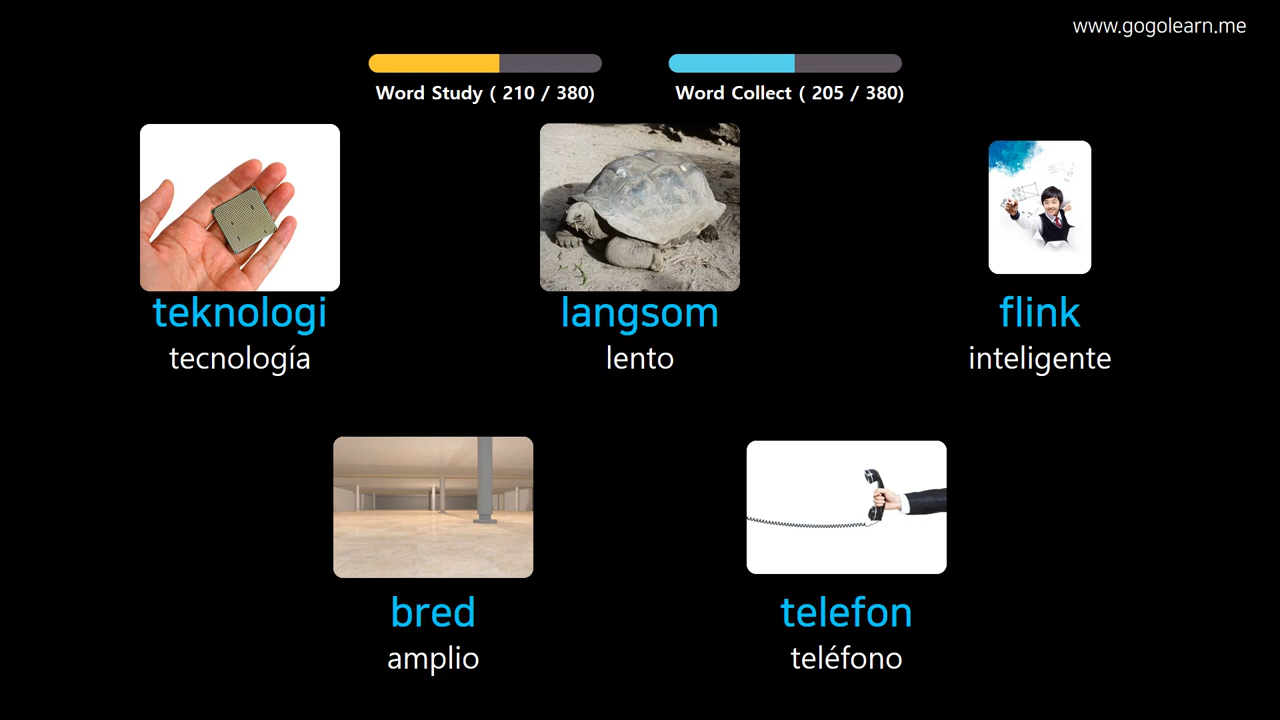 www.gogolearn.me
Word Study ( 210 / 380)
Word Collect ( 205 / 380)
teknologi
tecnología
langsom
lento
flink
inteligente
bred
amplio
telefon
teléfono